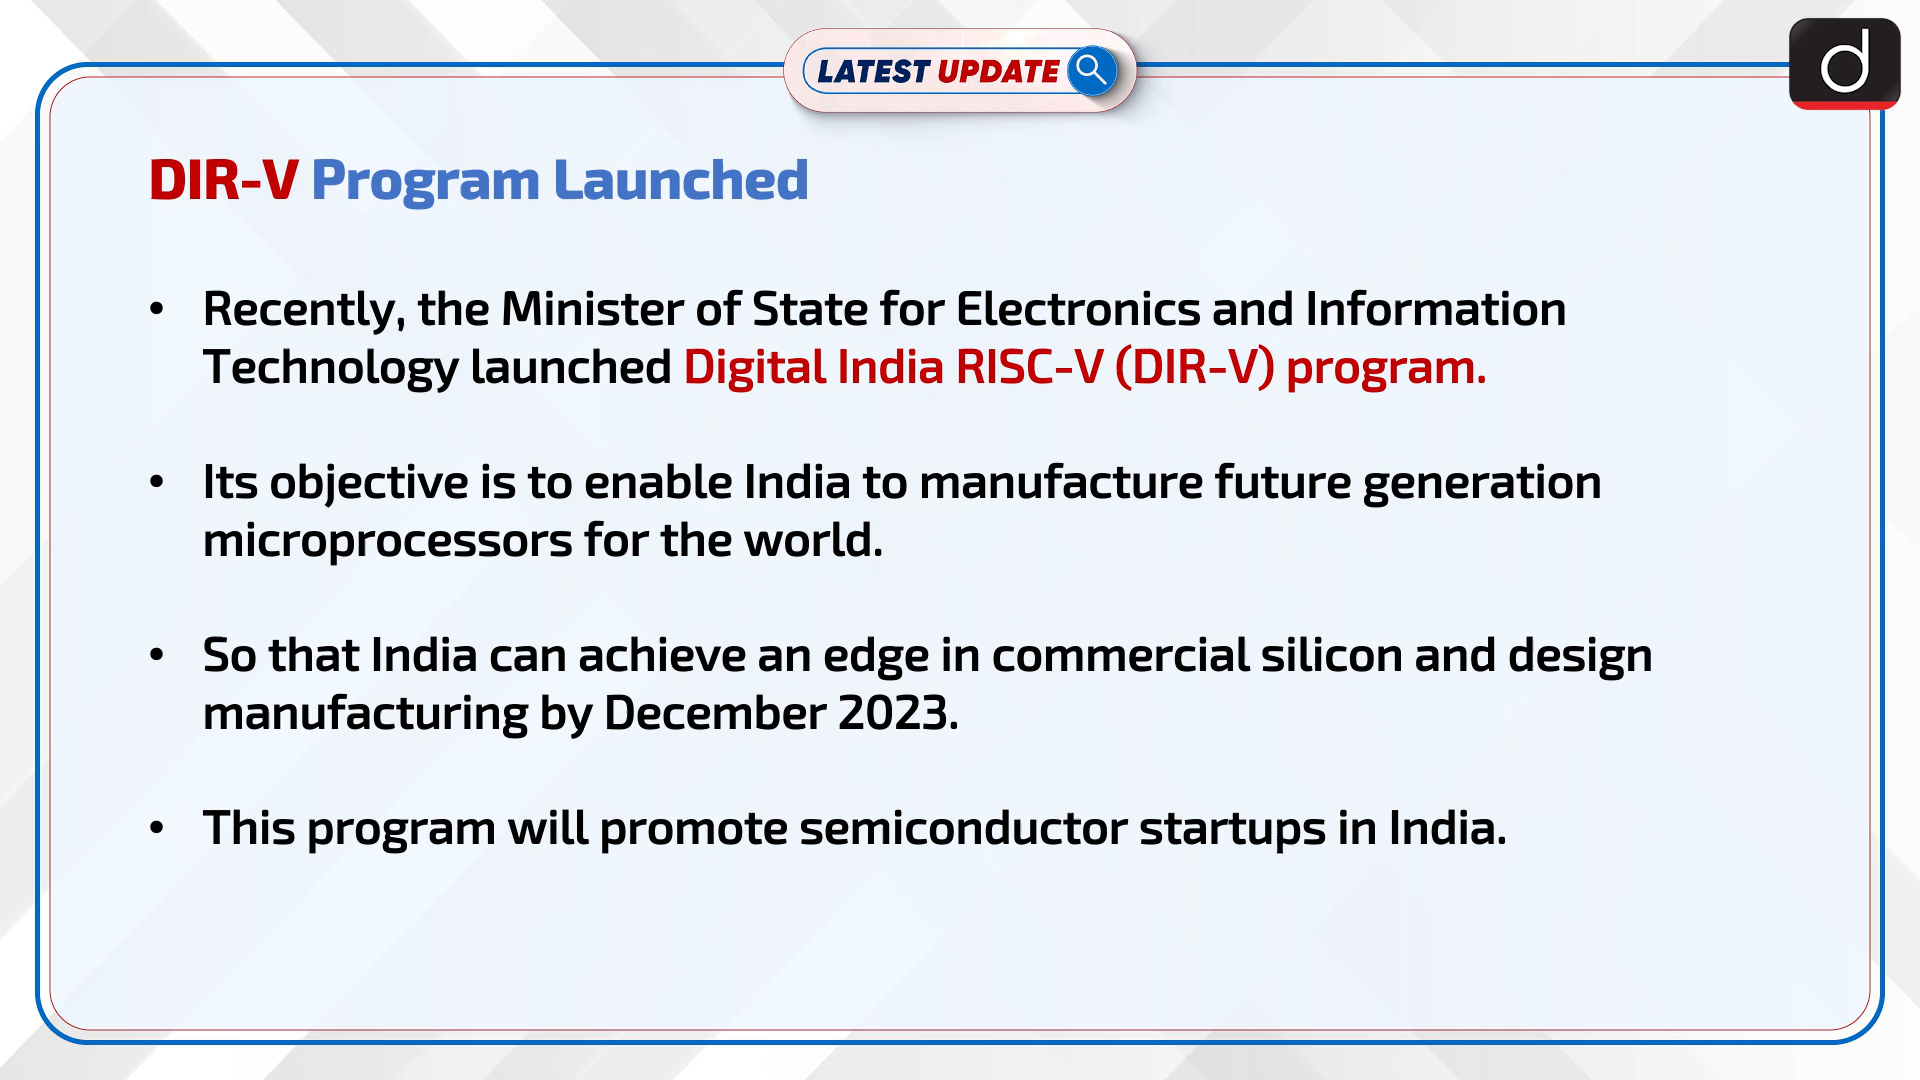 LATEST UPDATE
d
DIR-V Program Launched
• Recently, the Minister of State for Electronics and Information
Technology launched Digital India RISC-V (DIR-V) program.
• Its objective is to enable India to manufacture future generation
microprocessors for the world.
• So that India can achieve an edge in commercial silicon and design
manufacturing by December 2023.
• This program will promote semiconductor startups in India.